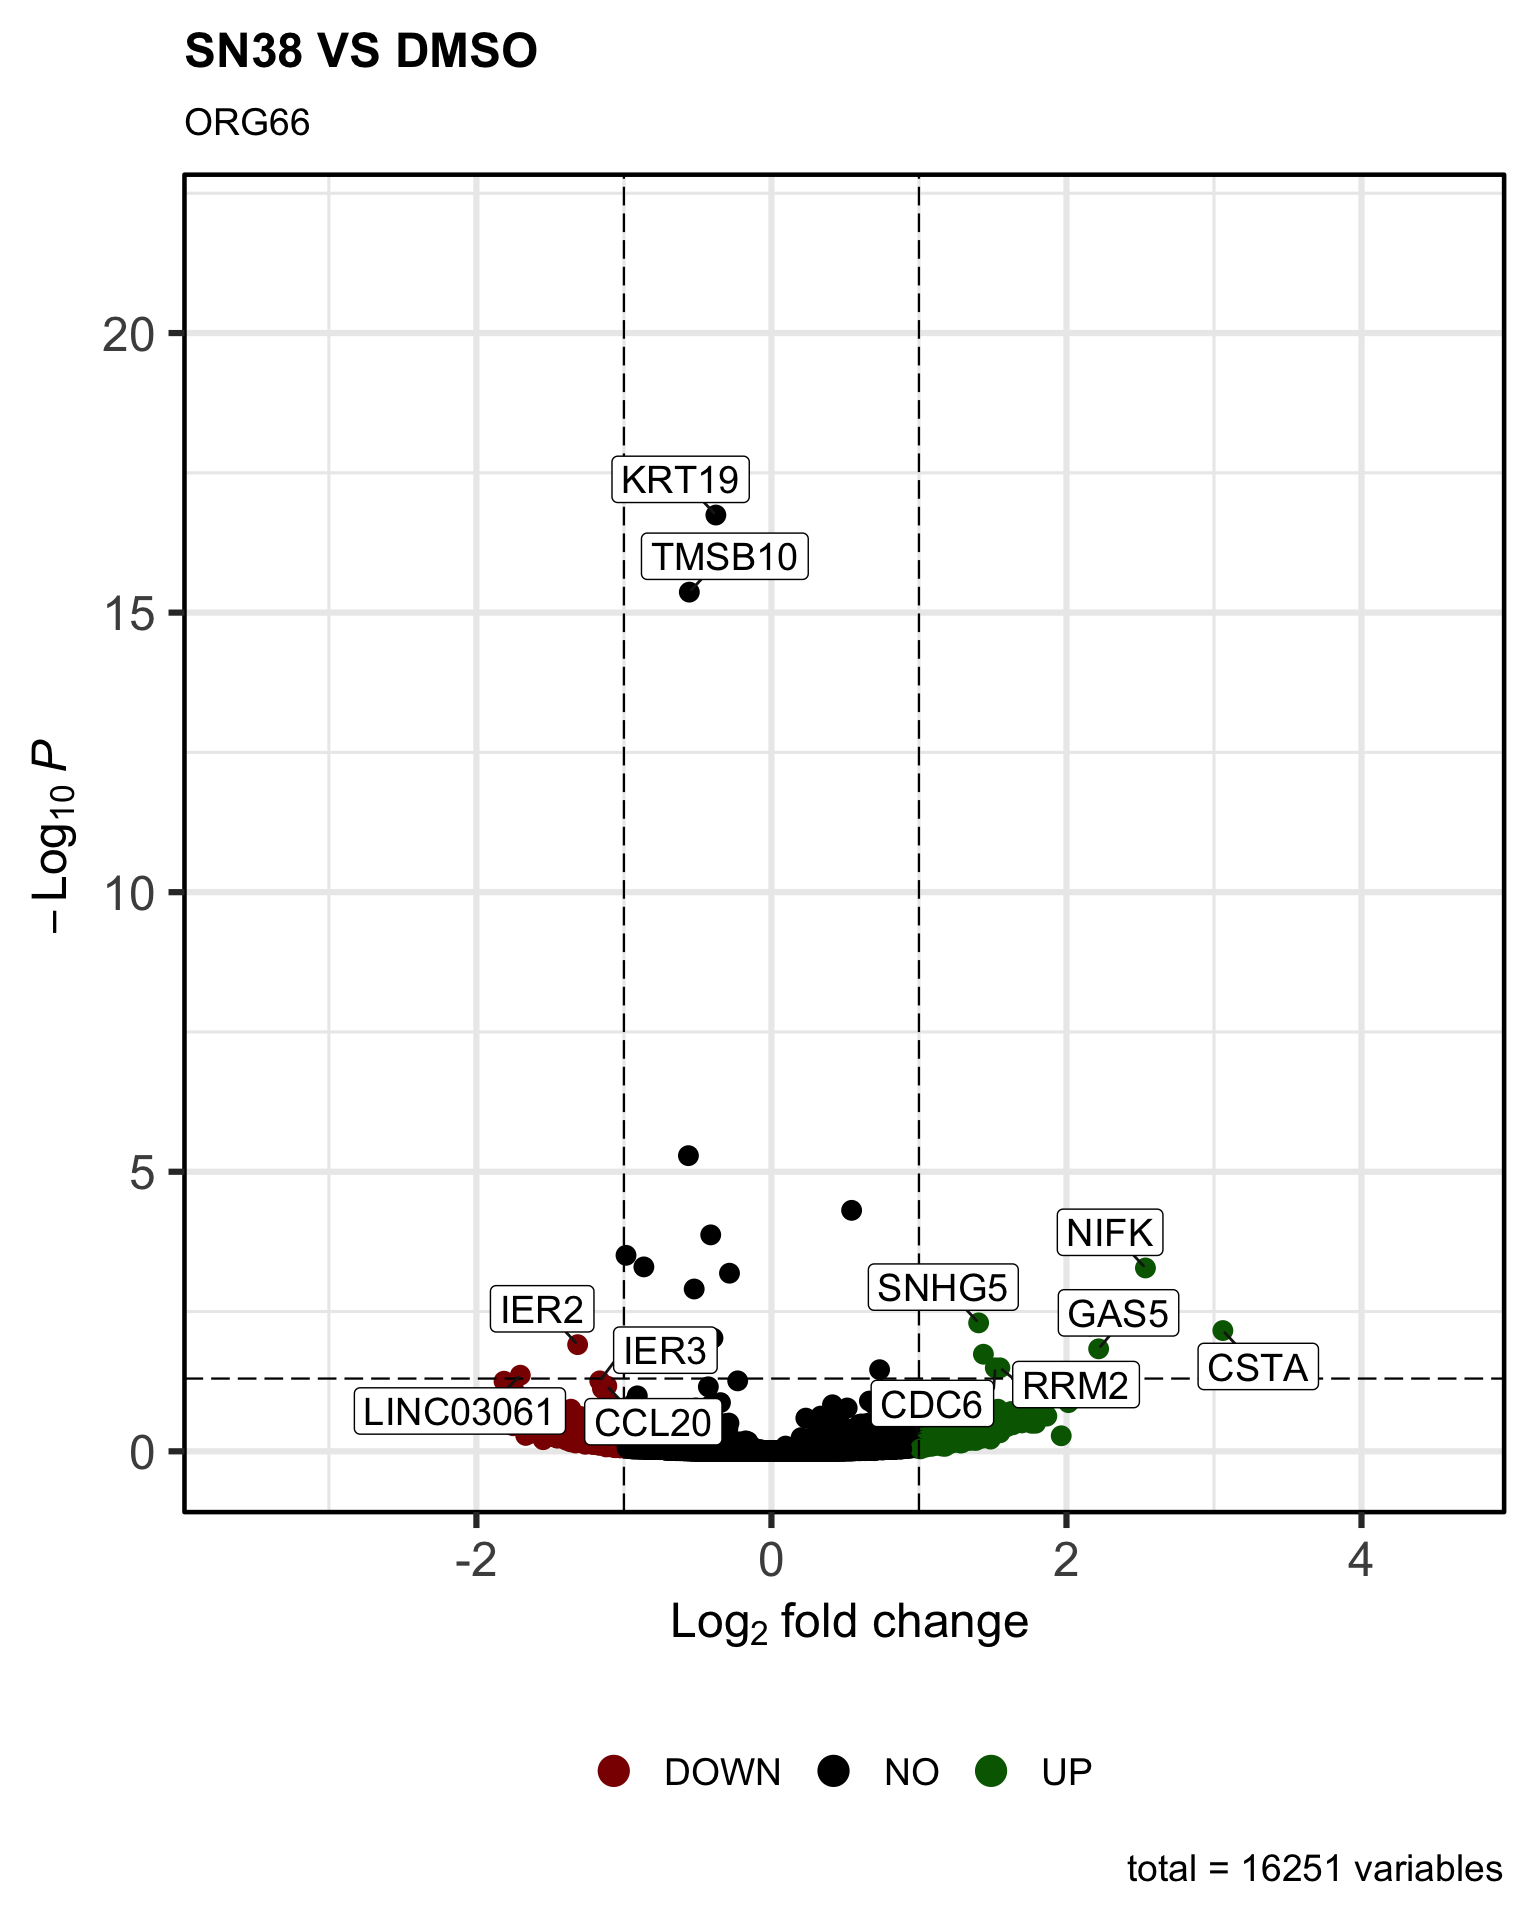 SN38 VS DMSO
ORG66
20
15
10
5
0
−Log10 P
KRT19
TMSB10
NIFK
SNHG5
IER2
GAS5
IER3
CSTA
RRM2
CDC6
LINC03061
CCL20
-2 0 2 4
Log2 fold change
DOWN NO UP
total = 16251 variables